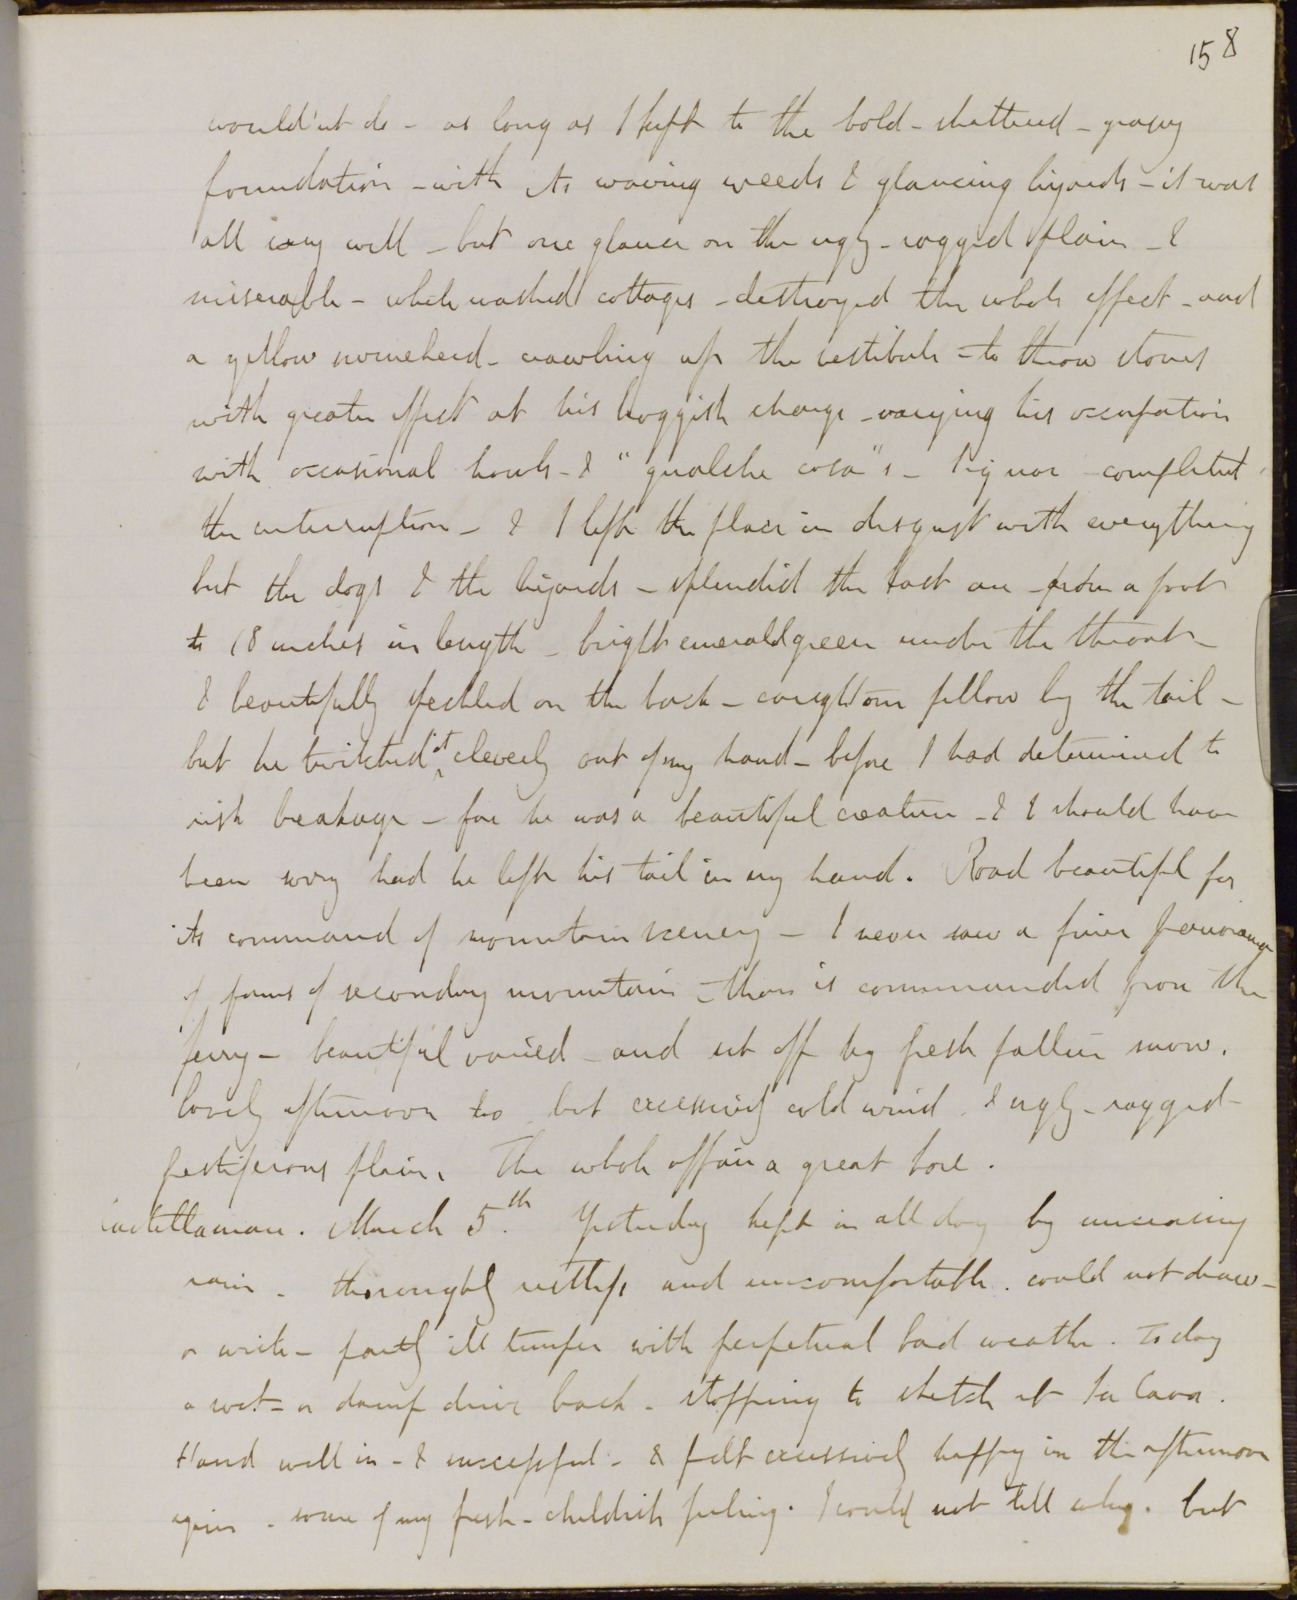 158
would'nt do - as long as I kept to the bold - shattered - grassy
foundation - with its waving weeds & glancing lizards - it was
all very well - but one glance on the ugly - ragged plain - &
miserable - white washed cottages - destroyed the whole effect - and
a yellow swineherd - crawling up the vestibule - to throw stones
with greater effect at his hoggish charge - varying his occupation
with occasional howls - & "qualche cosa"s - Signor - completed
the interruption - & I left the place in disgust with everything
but the dogs & the lizards - splendid the last are - from a foot
to 18 inches in length - bright emerald green under the throat -
& beautifully speckled on the back - caught one fellow by the tail -
but he twitched it cleverly out of my hand - before I had determined to
risk breakage - for he was a beautiful creature - & I should have
been sorry had he left his tail in my hand. Road beautiful for
its command of mountain scenery - I never saw a finer panorama
of forms of secondary mountain - than is commanded from the
ferry - beautiful varied - and set off by fresh fallen snow.
lovely afternoon too but excessively cold wind & ugly - ragged -
pestiferous plain. The whole affair a great bore.
Castellamare. March 5.th Yesterday kept in all day by unceasing
rain - thoroughly restless and uncomfortable. could not draw -
or write - partly ill temper with perpetual bad weather. Today
a wet - a damp drive back - stopping to sketch at La Cava.
Hand well in - & successful - & felt excessively happy in the afternoon
again - some of my fresh - childish feeling. I could not tell why. but